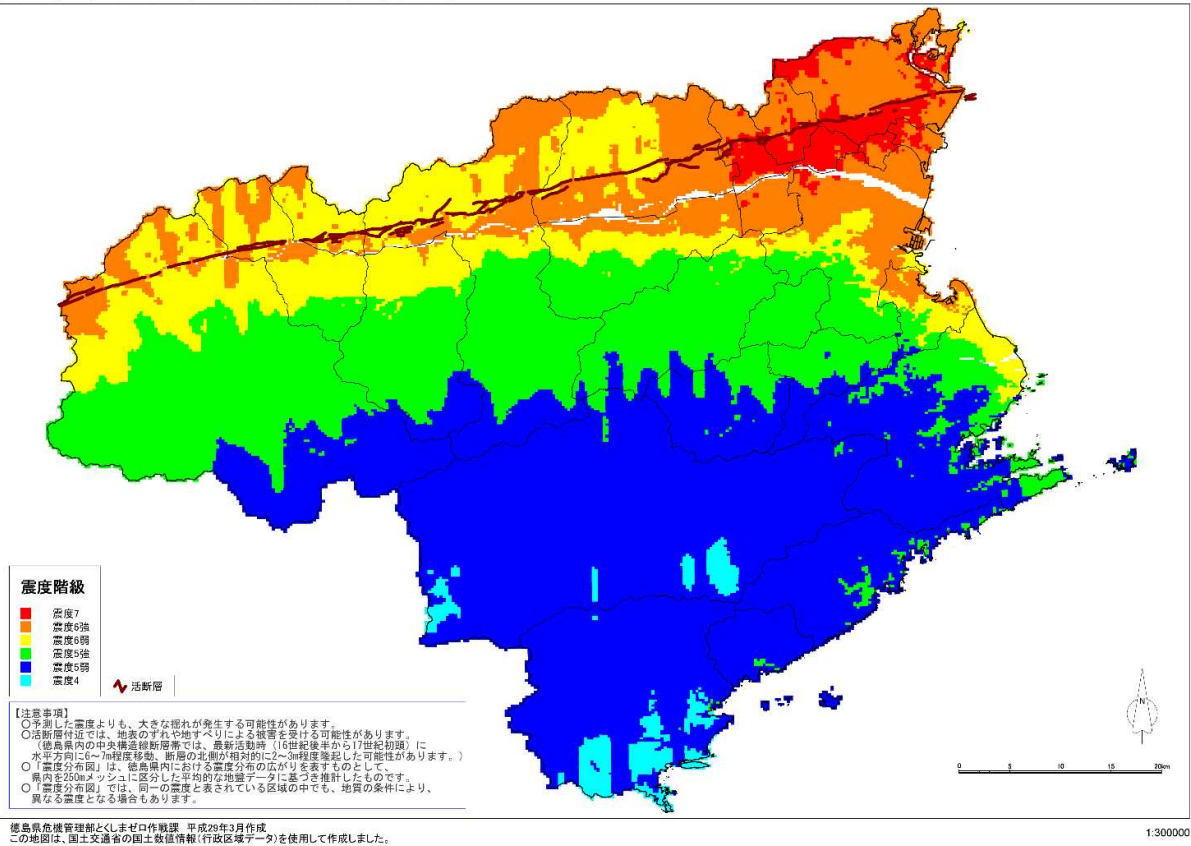 震度階級
震度7
震度6強
震度6弱
震度5強
震度5弱
震度4
活断層
【注意事項】
○予測した震度よりも、大きな揺れが発生する可能性があります。
○活断層付近では、地表のずれや地すべりによる被害を受ける可能性があります。
（徳島県内の中央構造線断層帯では、最新活動時（16世紀後半から17世紀初頭）に
水平方向に6～7m程度移動、断層の北側が相対的に2～3m程度隆起した可能性があります。）
○「震度分布図」は、徳島県内における震度分布の広がりを表すものとして、
県内を250mメッシュに区分した平均的な地盤データに基づき推計したものです。
○「震度分布図」では、同一の震度と表されている区域の中でも、地質の条件により、
異なる震度となる場合もあります。
N
0 5 10 15 20km
徳島県危機管理部とくしまゼロ作戦課 平成29年3月作成
この地図は、国土交通省の国土数値情報（行政区域データ）を使用して作成しました。
1:300000